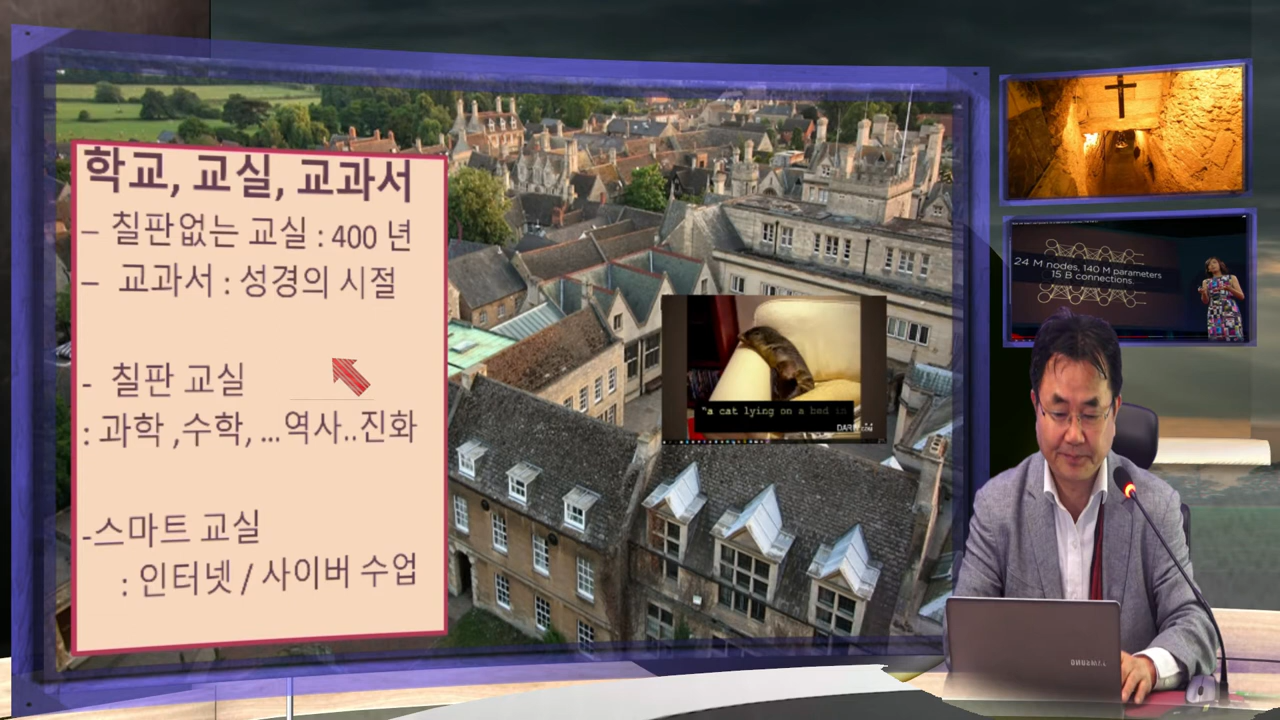 학교, 교실, 교과서
– 칠판없는 교실 : 400 년
– 교과서 : 성경의 시절
- 칠판 교실
: 과학 ,수학, ... 역사..진화
-스마트 교실
: 인터넷 / 사이버 수업
"a cat lying on a bed in
24 M nodes, 140 M parameters
15 B connections.